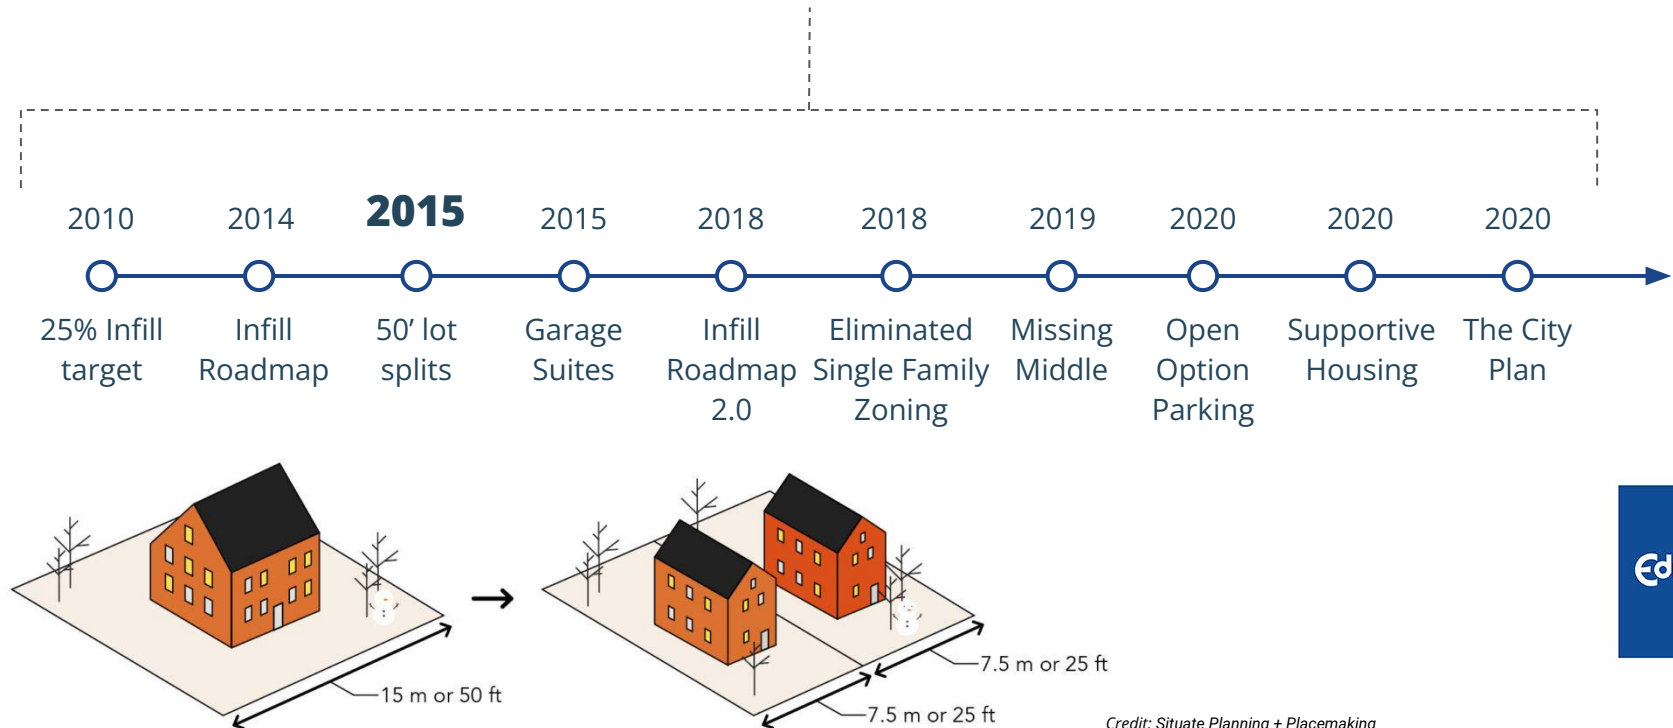 2010 2014 2015 2015 2018 2018 2019 2020 2020 2020
25% Infill target
Infill Roadmap
50’ lot splits
Garage Suites
Infill Roadmap 2.0
Eliminated Single Family Zoning
Missing Middle
Open Option Parking
Supportive Housing
The City Plan
15 m or 50 ft
7.5 m or 25 ft
7.5 m or 25 ft
Credit: Situate Planning + Placemaking
Ed